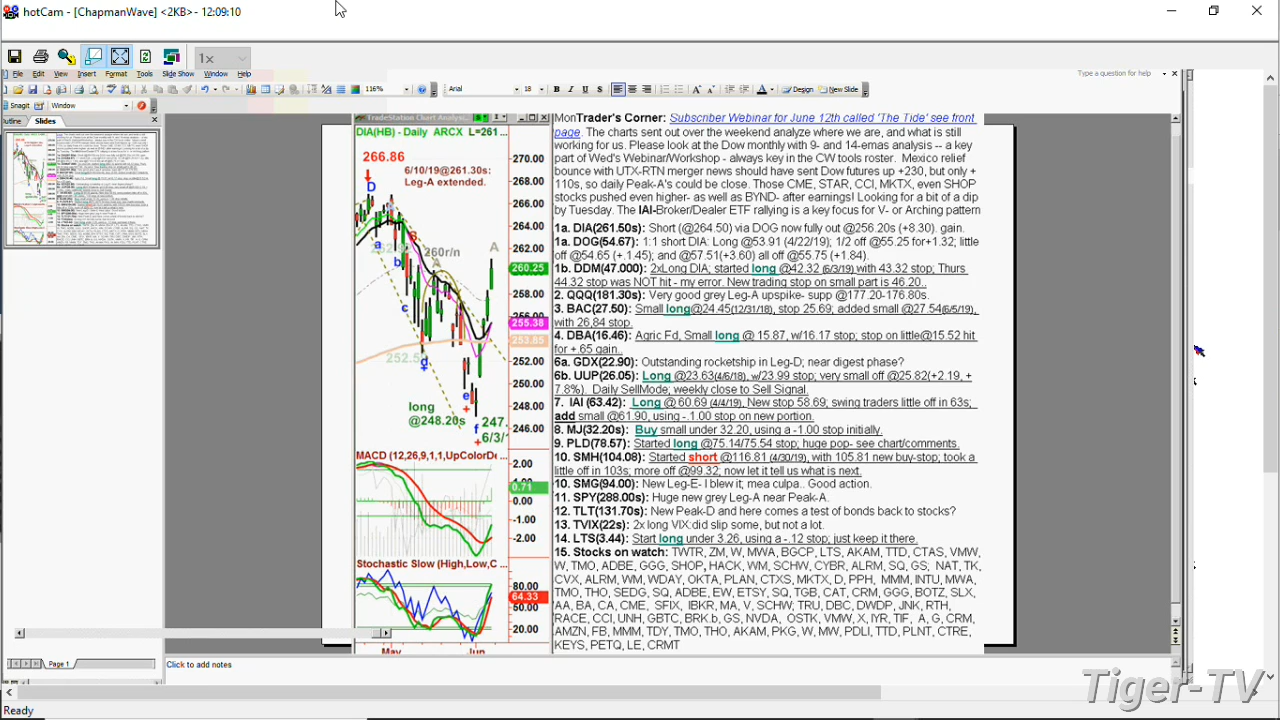 hotCam - [ChapmanWave] <2KB>- 12:09:10
1x
File Edit View Insert Format Tools Slide Show Window Help
Type a question for help
116%
Arial
18
B I U S
Design
New Slide
Snagit
Window
Outline
Slides
TradeStation Chart Analysis
DIA(HB) - Daily ARCX L=261...
266.86
6/10/19@261.30s:
Leg-A extended.
270.00
268.00
266.00
264.00
262.00
260.25
258.00
255.38
253.85
252.00
250.00
248.00
246.00
D
a
b
c
d
e
f
A
260r/n
A
252.5
long
@248.20s
247.
6/3/
MACD (12,26,9,1,1,UpColorDe...
2.00
0.71
0.00
-1.00
-2.00
Stochastic Slow (High,Low,C...
80.00
64.33
50.00
20.00
May
Jun
MonTrader's Corner: Subscriber Webinar for June 12th called 'The Tide' see front
page. The charts sent out over the weekend analyze where we are, and what is still
working for us. Please look at the Dow monthly with 9- and 14-emas analysis -- a key
part of Wed's Webinar/Workshop - always key in the CW tools roster. Mexico relief
bounce with UTX-RTN merger news should have sent Dow futures up +230, but only +
110s, so daily Peak-A's could be close. Those CME, STAR, CCI, MKTX, even SHOP
stocks pushed even higher- as well as BYND- after earnings! Looking for a bit of a dip
by Tuesday. The IAI-Broker/Dealer ETF rallying is a key focus for V- or Arching pattern
1a. DIA(261.50s): Short (@264.50) via DOG now fully out @256.20s (+8.30). gain.
1a. DOG(54.67): 1:1 short DIA: Long @53.91 (4/22/19); 1/2 off @55.25 for+1.32; little
off @54.65 (+.1.45); and @57.51(+3.60) all off @55.75 (+1.84).
1b. DDM(47.000): 2xLong DIA; started long @42.32 (6/3/19) with 43.32 stop; Thurs
44.32 stop was NOT hit - my error. New trading stop on small part is 46.20..
2. QQQ(181.30s): Very good grey Leg-A upspike- supp @177.20-176.80s.
3. BAC(27.50): Small long@24.45(12/31/18), stop 25.69; added small @27.54(6/5/19),
with 26,84 stop.
4. DBA(16.46): Agric Fd, Small long @ 15.87, w/16.17 stop; stop on little@15.52 hit
for +.65 gain..
6a. GDX(22.90): Outstanding rocketship in Leg-D; near digest phase?
6b. UUP(26.05): Long @23.63(4/6/18), w/23.99 stop; very small off @25.82(+2.19, +
7.8%). Daily SellMode; weekly close to Sell Signal.
7. IAI (63.42): Long @ 60.69 (4/4/19), New stop 58.69; swing traders little off in 63s;
add small @61.90, using -.1.00 stop on new portion.
8. MJ(32.20s): Buy small under 32.20, using a -1.00 stop initially.
9. PLD(78.57): Started long @75.14/75.54 stop; huge pop- see chart/comments.
10. SMH(104.08): Started short @116.81 (4/30/19), with 105.81 new buy-stop; took a
little off in 103s; more off @99.32; now let it tell us what is next.
10. SMG(94.00): New Leg-E- I blew it; mea culpa.. Good action.
11. SPY(288.00s): Huge new grey Leg-A near Peak-A.
12. TLT(131.70s): New Peak-D and here comes a test of bonds back to stocks?
13. TVIX(22s): 2x long VIX:did slip some, but not a lot.
14. LTS(3.44): Start long under 3.26, using a -.12 stop; just keep it there.
15. Stocks on watch: TWTR, ZM, W, MWA, BGCP, LTS, AKAM, TTD, CTAS, VMW,
W, TMO, ADBE, GGG, SHOP, HACK, WM, SCHW, CYBR, ALRM, SQ, GS; NAT, TK,
CVX, ALRM, WM, WDAY, OKTA, PLAN, CTXS, MKTX, D, PPH, MMM, INTU, MWA,
TMO, THO, SEDG, SQ, ADBE, EW, ETSY, SQ, TGB, CAT, CRM, GGG, BOTZ, SLX,
AA, BA, CA, CME, SFIX, IBKR, MA, V, SCHW; TRU, DBC, DWDP, JNK, RTH,
RACE, CCI, UNH, GBTC, BRK.b, GS, NVDA, OSTK, VMW, X, IYR, TIF, A, G, CRM,
AMZN, FB, MMM, TDY, TMO, THO, AKAM, PKG, W, MW, PDLI, TTD, PLNT, CTRE,
KEYS, PETQ, LE, CRMT
Page 1
Click to add notes
Ready
Tiger-TV